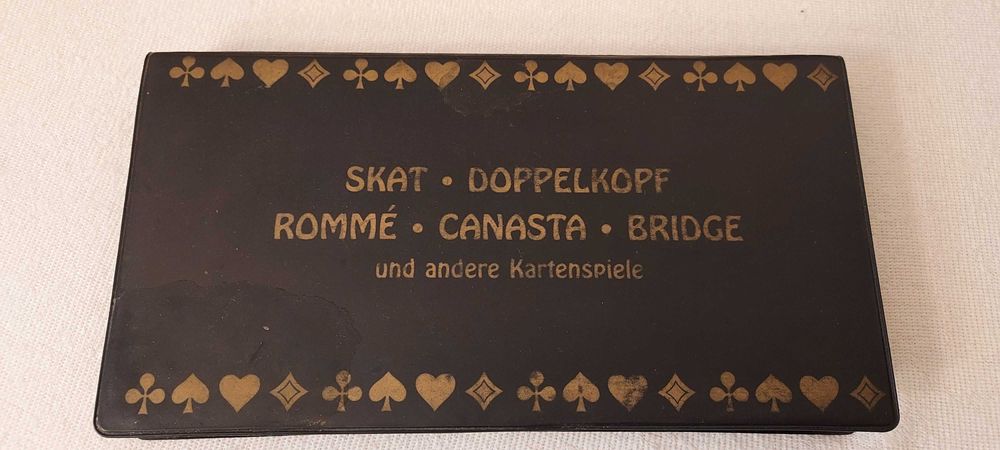 SKAT • DOPPELKOPF
ROMMÉ • CANASTA • BRIDGE
und andere Kartenspiele